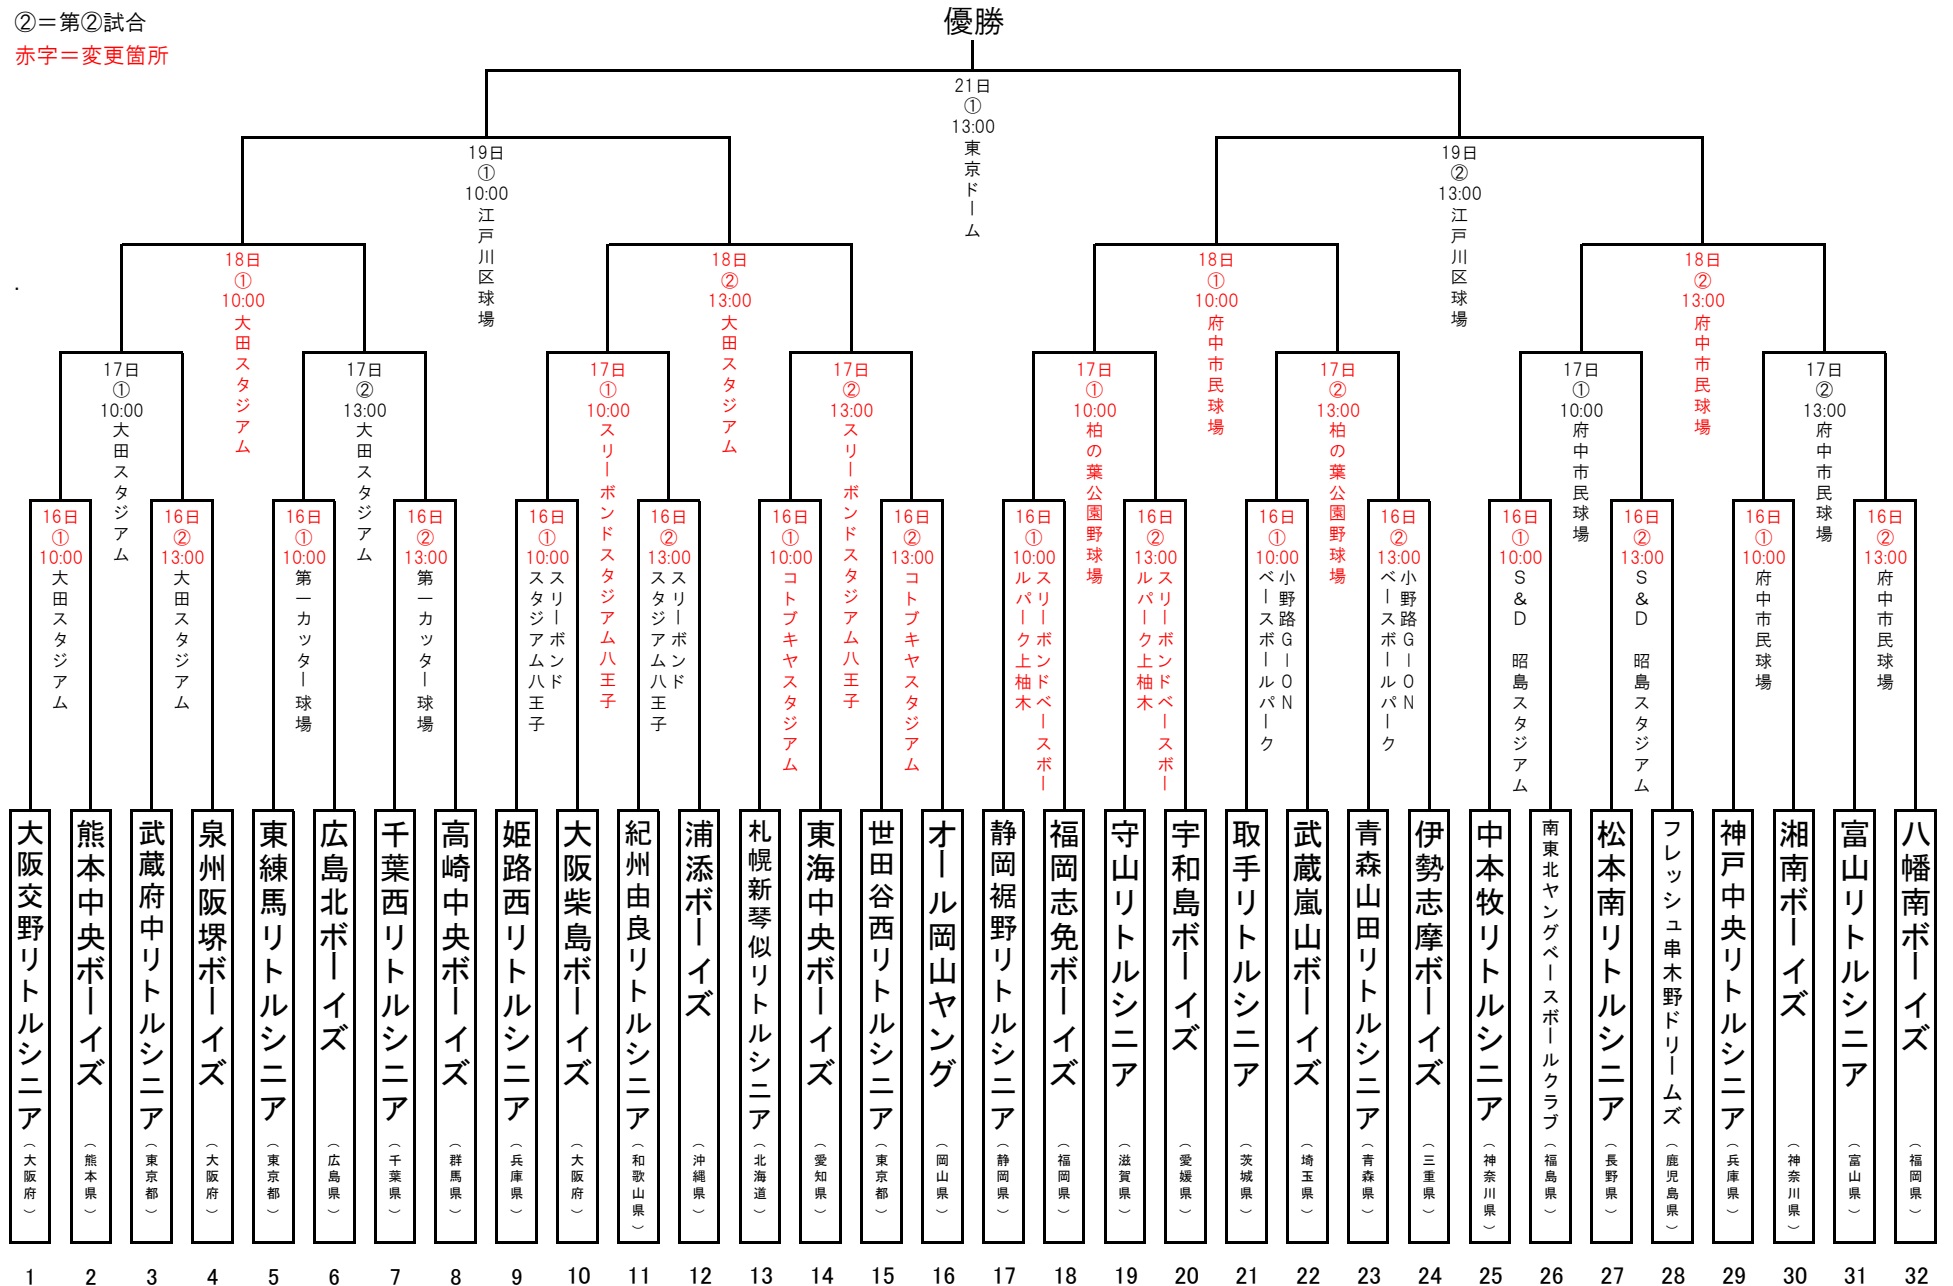 ②＝第②試合
赤字＝変更箇所
優勝
21日
①
13:00
東京ドーム
19日
①
10:00
江戸川区球場
19日
②
13:00
江戸川区球場
18日
①
10:00
大田スタジアム
18日
②
13:00
大田スタジアム
18日
①
10:00
府中市民球場
18日
②
13:00
府中市民球場
17日
①
10:00
大田スタジアム
17日
②
13:00
大田スタジアム
17日
①
10:00
スリーボンドスタジアム八王子
17日
②
13:00
スリーボンドスタジアム八王子
17日
①
10:00
柏の葉公園野球場
17日
②
13:00
柏の葉公園野球場
17日
①
10:00
府中市民球場
17日
②
13:00
府中市民球場
16日
①
10:00
大田スタジアム
16日
②
13:00
大田スタジアム
16日
①
10:00
第一カッター球場
16日
②
13:00
第一カッター球場
16日
①
10:00
スリーボンド
スタジアム八王子
16日
②
13:00
スリーボンド
スタジアム八王子
16日
①
10:00
コトブキヤスタジアム
16日
②
13:00
コトブキヤスタジアム
16日
①
10:00
スリーボンドベースボー
ルパーク上柚木
16日
②
13:00
スリーボンドベースボー
ルパーク上柚木
16日
①
10:00
小野路GION
ベースボールパーク
16日
②
13:00
小野路GION
ベースボールパーク
16日
①
10:00
S&D 昭島スタジアム
16日
②
13:00
S&D 昭島スタジアム
16日
①
10:00
府中市民球場
16日
②
13:00
府中市民球場
大阪交野リトルシニア（大阪府）
熊本中央ボーイズ（熊本県）
武蔵府中リトルシニア（東京都）
泉州阪堺ボーイズ（大阪府）
東練馬リトルシニア（東京都）
広島北ボーイズ（広島県）
千葉西リトルシニア（千葉県）
高崎中央ボーイズ（群馬県）
姫路西リトルシニア（兵庫県）
大阪柴島ボーイズ（大阪府）
紀州由良リトルシニア（和歌山県）
浦添ボーイズ（沖縄県）
札幌新琴似リトルシニア（北海道）
東海中央ボーイズ（愛知県）
世田谷西リトルシニア（東京都）
オール岡山ヤング（岡山県）
静岡裾野リトルシニア（静岡県）
福岡志免ボーイズ（福岡県）
守山リトルシニア（滋賀県）
宇和島ボーイズ（愛媛県）
取手リトルシニア（茨城県）
武蔵嵐山ボーイズ（埼玉県）
青森山田リトルシニア（青森県）
伊勢志摩ボーイズ（三重県）
中本牧リトルシニア（神奈川県）
南東北ヤングベースボールクラブ（福島県）
松本南リトルシニア（長野県）
フレッシュ串木野ドリームズ（鹿児島県）
神戸中央リトルシニア（兵庫県）
湘南ボーイズ（神奈川県）
富山リトルシニア（富山県）
八幡南ボーイズ（福岡県）
1 2 3 4 5 6 7 8 9 10 11 12 13 14 15 16 17 18 19 20 21 22 23 24 25 26 27 28 29 30 31 32